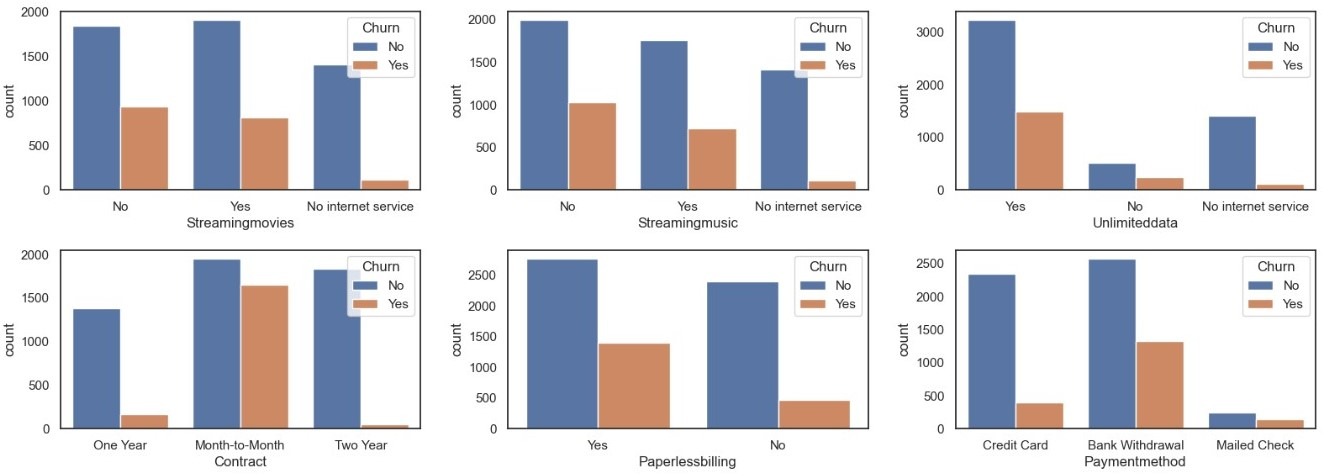 2000
1500
1000
500
0
count
Churn
No
Yes
No Yes No internet service
Streamingmovies
2000
1500
1000
500
0
count
Churn
No
Yes
No Yes No internet service
Streamingmusic
3000
2000
1000
0
count
Churn
No
Yes
Yes No No internet service
Unlimiteddata
2000
1500
1000
500
0
count
Churn
No
Yes
One Year Month-to-Month Two Year
Contract
2500
2000
1500
1000
500
0
count
Churn
No
Yes
Yes No
Paperlessbilling
2500
2000
1500
1000
500
0
count
Churn
No
Yes
Credit Card Bank Withdrawal Mailed Check
Paymentmethod